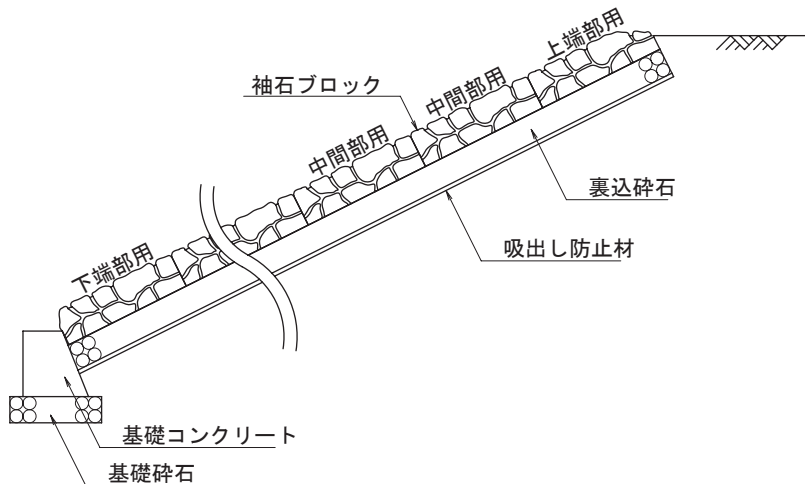 上端部用
中間部用
袖石ブロック
中間部用
裏込砕石
吸出し防止材
下端部用
基礎コンクリート
基礎砕石